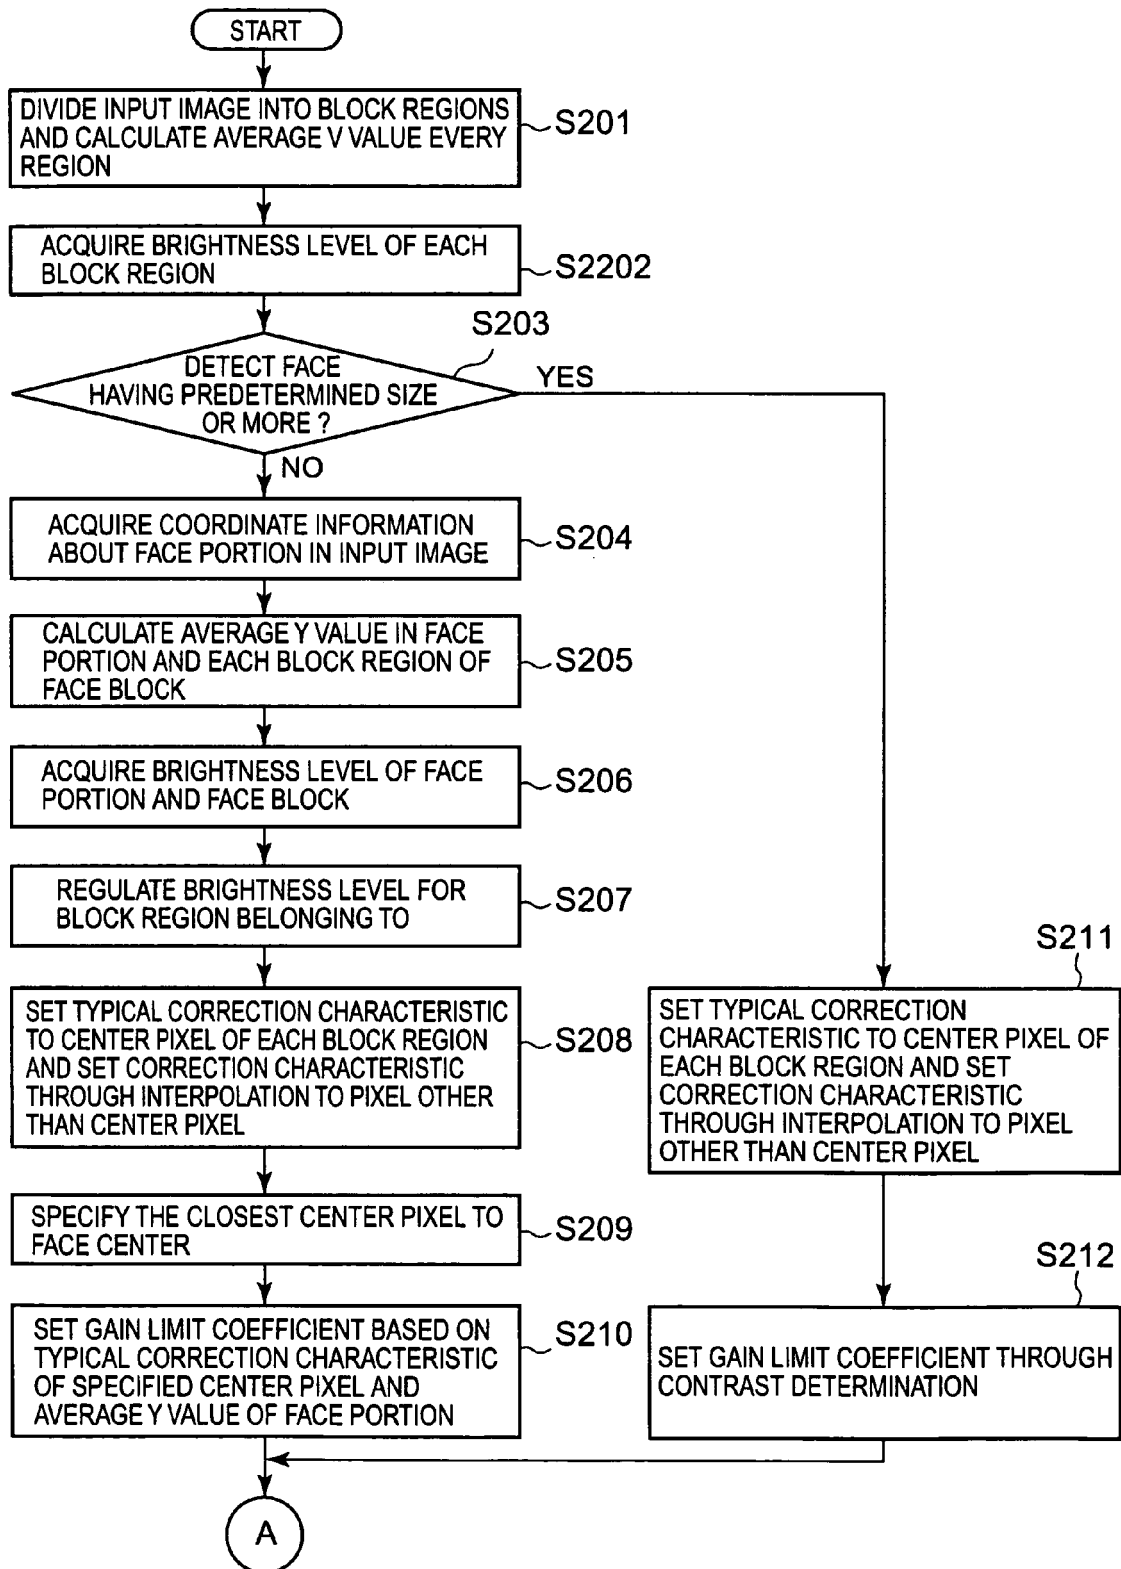 START
DIVIDE INPUT IMAGE INTO BLOCK REGIONS
AND CALCULATE AVERAGE V VALUE EVERY
REGION
S201
ACQUIRE BRIGHTNESS LEVEL OF EACH
BLOCK REGION
S2202
S203
DETECT FACE
HAVING PREDETERMINED SIZE
OR MORE ?
YES
NO
ACQUIRE COORDINATE INFORMATION
ABOUT FACE PORTION IN INPUT IMAGE
S204
CALCULATE AVERAGE Y VALUE IN FACE
PORTION AND EACH BLOCK REGION OF
FACE BLOCK
S205
ACQUIRE BRIGHTNESS LEVEL OF FACE
PORTION AND FACE BLOCK
S206
REGULATE BRIGHTNESS LEVEL FOR
BLOCK REGION BELONGING TO
S207
SET TYPICAL CORRECTION CHARACTERISTIC
TO CENTER PIXEL OF EACH BLOCK REGION
AND SET CORRECTION CHARACTERISTIC
THROUGH INTERPOLATION TO PIXEL OTHER
THAN CENTER PIXEL
S208
S211
SET TYPICAL CORRECTION
CHARACTERISTIC TO CENTER PIXEL OF
EACH BLOCK REGION AND SET
CORRECTION CHARACTERISTIC
THROUGH INTERPOLATION TO PIXEL
OTHER THAN CENTER PIXEL
SPECIFY THE CLOSEST CENTER PIXEL TO
FACE CENTER
S209
SET GAIN LIMIT COEFFICIENT BASED ON
TYPICAL CORRECTION CHARACTERISTIC
OF SPECIFIED CENTER PIXEL AND
AVERAGE Y VALUE OF FACE PORTION
S210
S212
SET GAIN LIMIT COEFFICIENT THROUGH
CONTRAST DETERMINATION
A